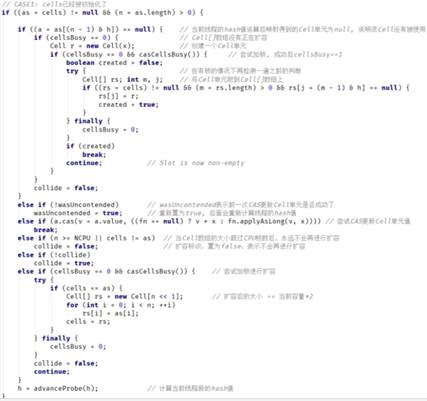 // CASE1: cells已经被初始化了
if ((as = cells) != null && (n = as.length) > 0) {
if ((a = as[(n - 1) & h]) == null) { // 当前线程的hash值运算后映射得到的Cell单元为null, 说明该Cell没有被使用
if (cellsBusy == 0) { // Cell[]数组没有正在扩容
Cell r = new Cell(x); // 创建一个Cell单元
if (cellsBusy == 0 && casCellsBusy()) { // 尝试加锁, 成功后cellsBusy==1
boolean created = false;
try { // 在有锁的情况下再检测一遍之前的判断
Cell[] rs; int m, j; // 将Cell单元附到Cell[]数组上
if ((rs = cells) != null && (m = rs.length) > 0 && rs[j = (m - 1) & h] == null) {
rs[j] = r;
created = true;
}
} finally {
cellsBusy = 0;
}
if (created)
break;
continue; // Slot is now non-empty
}
}
collide = false;
}
else if (!wasUncontended) // wasUncontended表示前一次CAS更新Cell单元是否成功了
wasUncontended = true; // 重新置为true, 后面会重新计算线程的hash值
else if (a.cas(v = a.value, ((fn == null) ? v + x : fn.applyAsLong(v, x)))) // 尝试CAS更新Cell单元值
break;
else if (n >= NCPU || cells != as) // 当Cell数组的大小超过CPU核数后, 永远不会再进行扩容
collide = false; // 扩容标识, 置为false, 表示不会再进行扩容
else if (!collide)
collide = true;
else if (cellsBusy == 0 && casCellsBusy()) { // 尝试加锁进行扩容
try {
if (cells == as) {
Cell[] rs = new Cell[n << 1]; // 扩容后的大小 == 当前容量*2
for (int i = 0; i < n; ++i)
rs[i] = as[i];
cells = rs;
}
} finally {
cellsBusy = 0;
}
collide = false;
continue;
}
h = advanceProbe(h); // 计算当前线程新的hash值
}